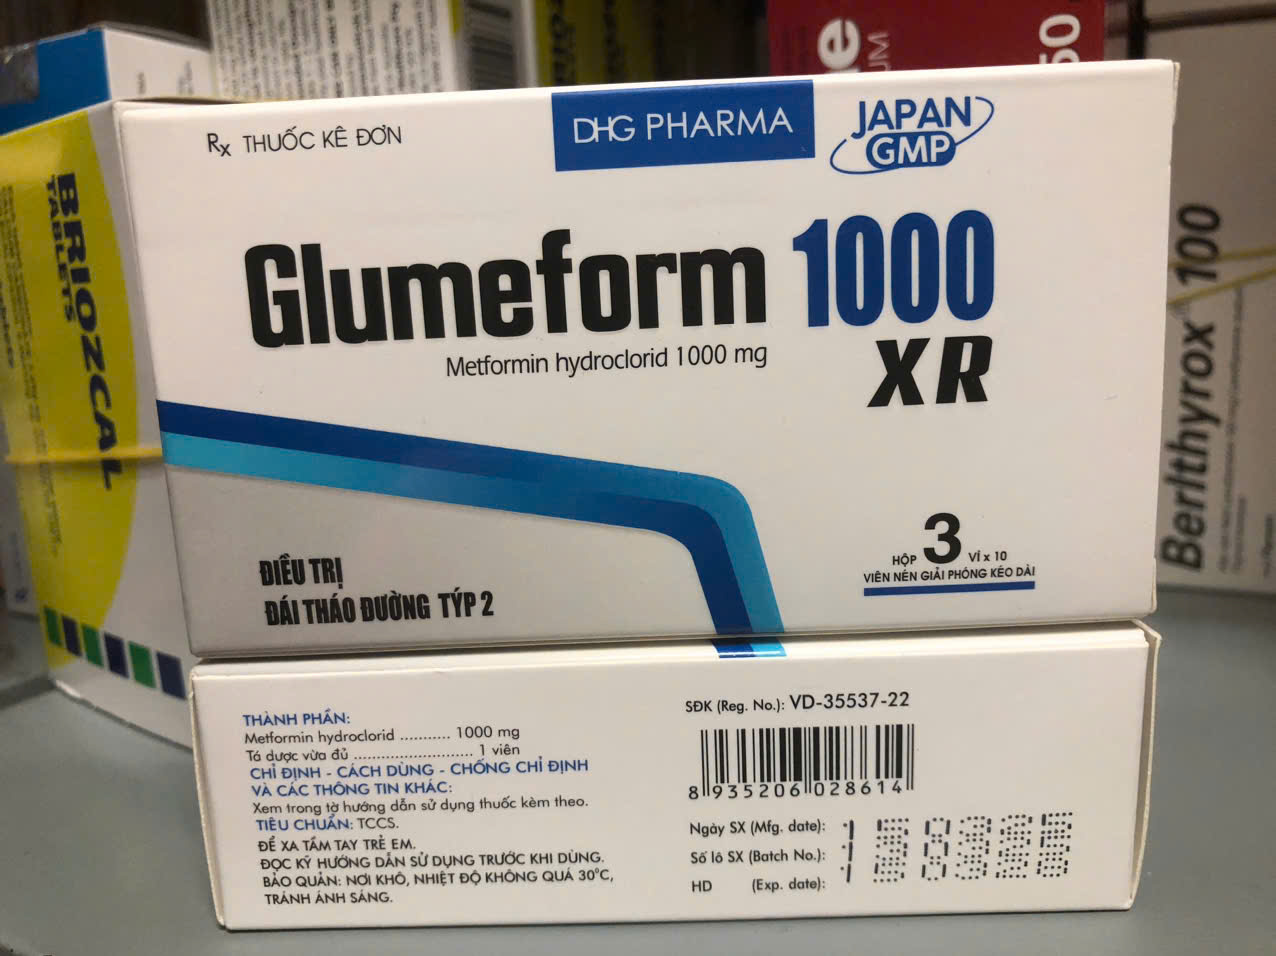 Rx THUỐC KÊ ĐƠN
DHG PHARMA
JAPAN
GMP
Glumeform 1000
XR
Metformin hydroclorid 1000 mg
ĐIỀU TRỊ
ĐÁI THÁO ĐƯỜNG TÝP 2
HỘP 3 VỈ x 10
VIÊN NÉN GIẢI PHÓNG KÉO DÀI
THÀNH PHẦN:
Metformin hydroclorid ........... 1000 mg
Tá dược vừa đủ ........................ 1 viên
CHỈ ĐỊNH - CÁCH DÙNG - CHỐNG CHỈ ĐỊNH
VÀ CÁC THÔNG TIN KHÁC:
Xem trong tờ hướng dẫn sử dụng thuốc kèm theo.
TIÊU CHUẨN: TCCS.
ĐỂ XA TẦM TAY TRẺ EM.
ĐỌC KỸ HƯỚNG DẪN SỬ DỤNG TRƯỚC KHI DÙNG.
BẢO QUẢN: NƠI KHÔ, NHIỆT ĐỘ KHÔNG QUÁ 30°C,
TRÁNH ÁNH SÁNG.
SĐK (Reg. No.): VD-35537-22
8 935206 028614
Ngày SX (Mfg. date):
Số lô SX (Batch No.):
HD (Exp. date):
BRIOZCAL
TABLETS
Berlthyrox 100